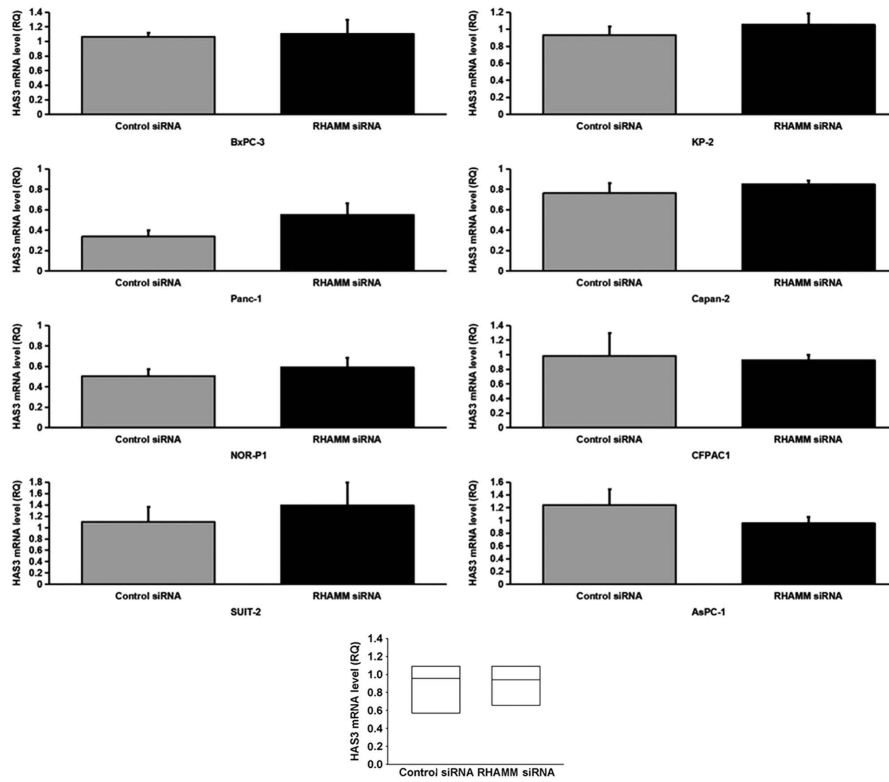 HAS3 mRNA level (RQ)
1.4
1.2
1
0.8
0.6
0.4
0.2
0
Control siRNA RHAMM siRNA
BxPC-3
HAS3 mRNA level (RQ)
1.2
1
0.8
0.6
0.4
0.2
0
Control siRNA RHAMM siRNA
KP-2
HAS3 mRNA level (RQ)
1
0.8
0.6
0.4
0.2
0
Control siRNA RHAMM siRNA
Panc-1
HAS3 mRNA level (RQ)
1
0.8
0.6
0.4
0.2
0
Control siRNA RHAMM siRNA
Capan-2
HAS3 mRNA level (RQ)
1
0.8
0.6
0.4
0.2
0
Control siRNA RHAMM siRNA
NOR-P1
HAS3 mRNA level (RQ)
1.4
1.2
1
0.8
0.6
0.4
0.2
0
Control siRNA RHAMM siRNA
CFPAC1
HAS3 mRNA level (RQ)
1.8
1.6
1.4
1.2
1
0.8
0.6
0.4
0.2
0
Control siRNA RHAMM siRNA
SUIT-2
HAS3 mRNA level (RQ)
1.6
1.4
1.2
1
0.8
0.6
0.4
0.2
0
Control siRNA RHAMM siRNA
AsPC-1
HAS3 mRNA level (RQ)
1.4
1.2
1.0
0.8
0.6
0.4
0.2
0.0
Control siRNA RHAMM siRNA